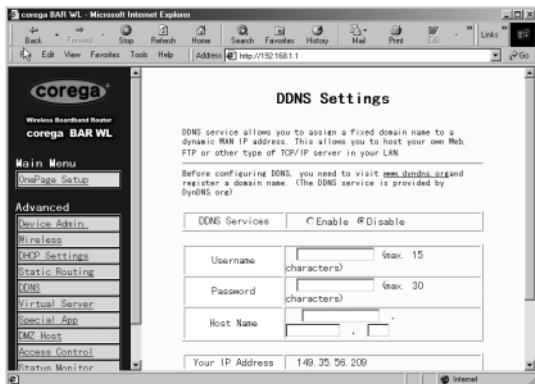 corega BAR WL - Microsoft Internet Explorer
Back Forward Stop Refresh Home Search Favorites History Mail Print Edit Links
Edit View Favorites Tools Help Address http://192.168.1.1 Go
corega
Wireless Boardband Router
corega BAR WL
Main Menu
OnePage Setup
Advanced
Device Admin.
Wireless
DHCP Settings
Static Routing
DDNS
Virtual Server
Special App
DMZ Host
Access Control
Status Monitor
DDNS Settings
DDNS service allows you to assign a fixed domain name to a
dynamic WAN IP address. This allows you to host your own Web,
FTP or other type of TCP/IP server in your LAN.
Before configuring DDNS, you need to visit www.dyndns.organd
register a domain name. (The DDNS service is provided by
DynDNS.org)
DDNS Services Enable Disable
Username (max. 15
characters)
Password (max. 30
characters)
Host Name .
.
Your IP Address 149.35.56.209
Internet